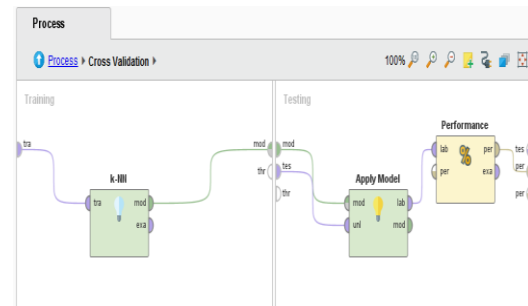 Process
Process ▸ Cross Validation ▸
100%
Training
Testing
tra
k-NN
tra
mod
exa
mod
thr
mod
tes
thr
Apply Model
mod
lab
unl
mod
Performance
lab
per
per
exa
tes
per
per